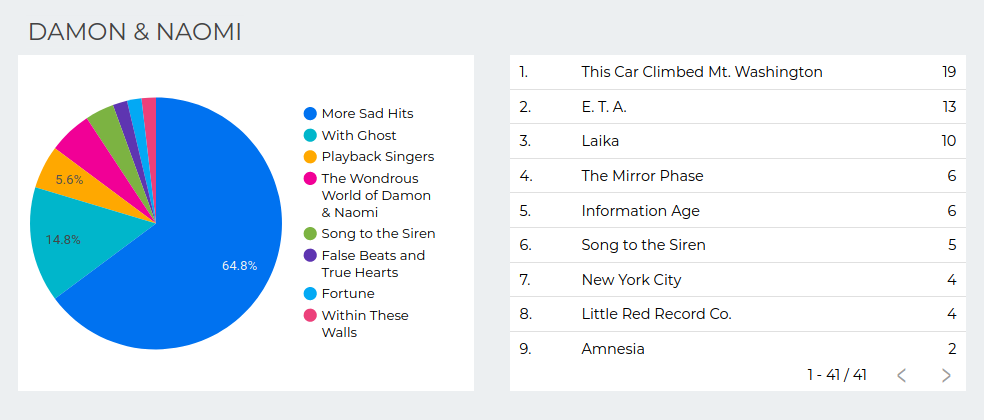 DAMON & NAOMI
64.8%
14.8%
5.6%
More Sad Hits
With Ghost
Playback Singers
The Wondrous
World of Damon
& Naomi
Song to the Siren
False Beats and
True Hearts
Fortune
Within These
Walls
1. This Car Climbed Mt. Washington 19
2. E. T. A. 13
3. Laika 10
4. The Mirror Phase 6
5. Information Age 6
6. Song to the Siren 5
7. New York City 4
8. Little Red Record Co. 4
9. Amnesia 2
1 - 41 / 41